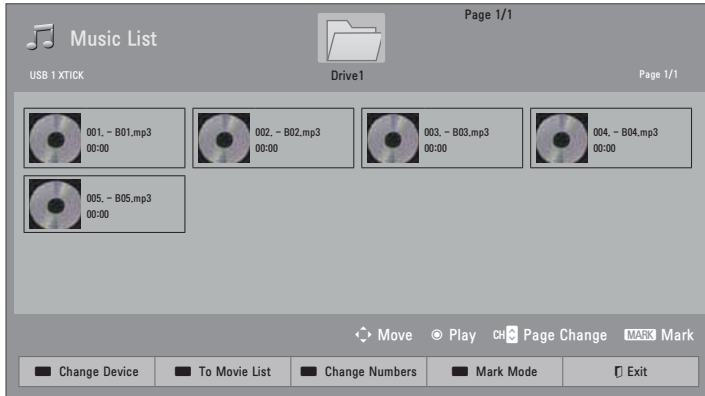 Page 1/1
Music List
USB 1 XTICK
Drive1
Page 1/1
001. - B01.mp3
00:00
002. - B02.mp3
00:00
003. - B03.mp3
00:00
004. - B04.mp3
00:00
005. - B05.mp3
00:00
Move
Play
CH Page Change
MARK Mark
Change Device
To Movie List
Change Numbers
Mark Mode
Exit